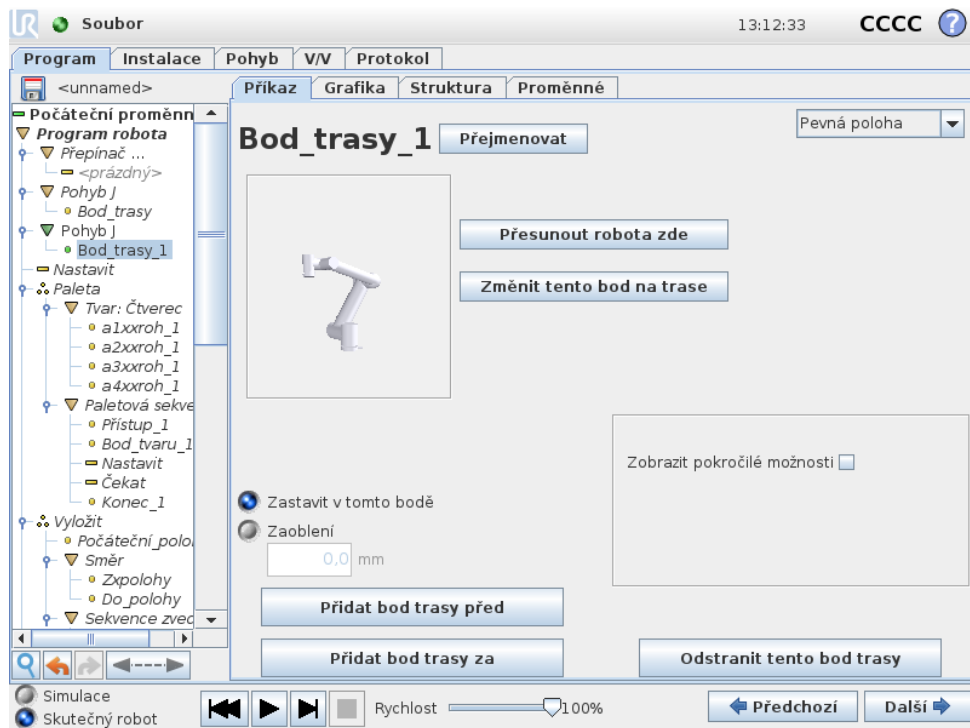 UR Soubor 13:12:33 CCCC ?
Program Instalace Pohyb V/V Protokol
<unnamed> Příkaz Grafika Struktura Proměnné
Počáteční proměnn
Program robota
Přepínač ...
<prázdný>
Pohyb J
Bod_trasy
Pohyb J
Bod_trasy_1
Nastavit
Paleta
Tvar: Čtverec
a1xxroh_1
a2xxroh_1
a3xxroh_1
a4xxroh_1
Paletová sekve
Přístup_1
Bod_tvaru_1
Nastavit
Čekat
Konec_1
Vyložit
Počáteční_polo
Směr
Zxpolohy
Do_polohy
Sekvence zved
Bod_trasy_1 Přejmenovat Pevná poloha
Přesunout robota zde
Změnit tento bod na trase
Zobrazit pokročilé možnosti
Zastavit v tomto bodě
Zaoblení
0,0 mm
Přidat bod trasy před
Přidat bod trasy za Odstranit tento bod trasy
Simulace
Skutečný robot
Rychlost 100% Předchozí Další